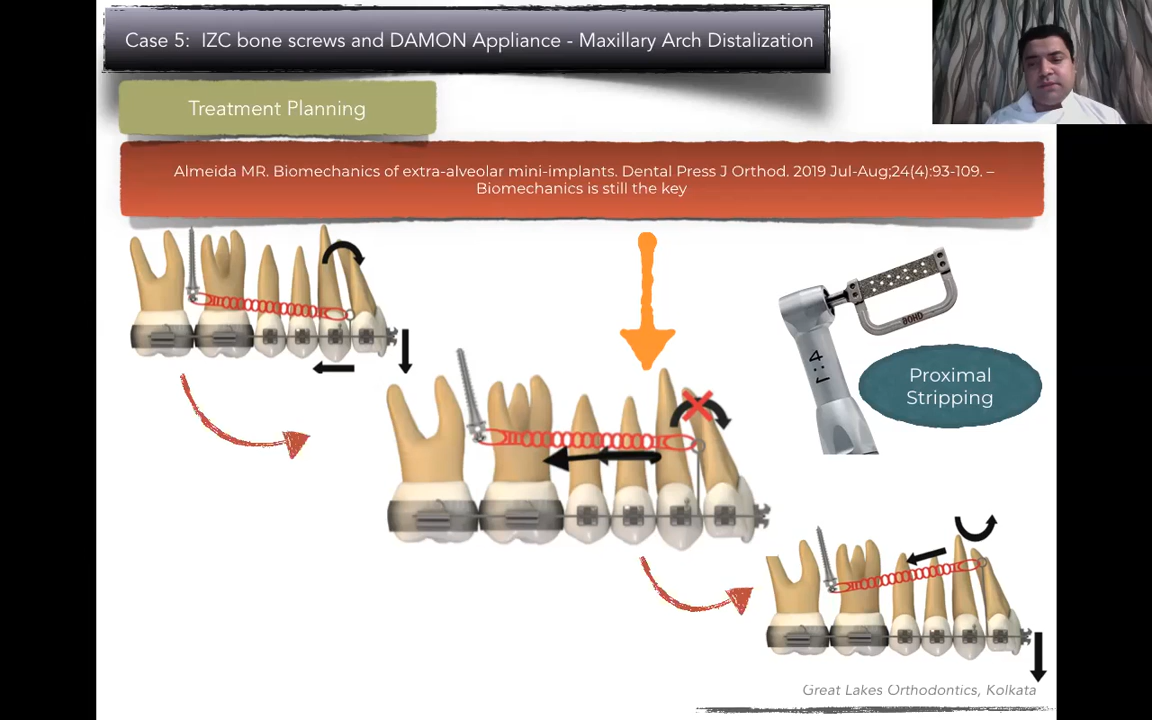 Case 5: IZC bone screws and DAMON Appliance - Maxillary Arch Distalization
Treatment Planning
Almeida MR. Biomechanics of extra-alveolar mini-implants. Dental Press J Orthod. 2019 Jul-Aug;24(4):93-109. –
Biomechanics is still the key
1:4
Proximal
Stripping
Great Lakes Orthodontics, Kolkata